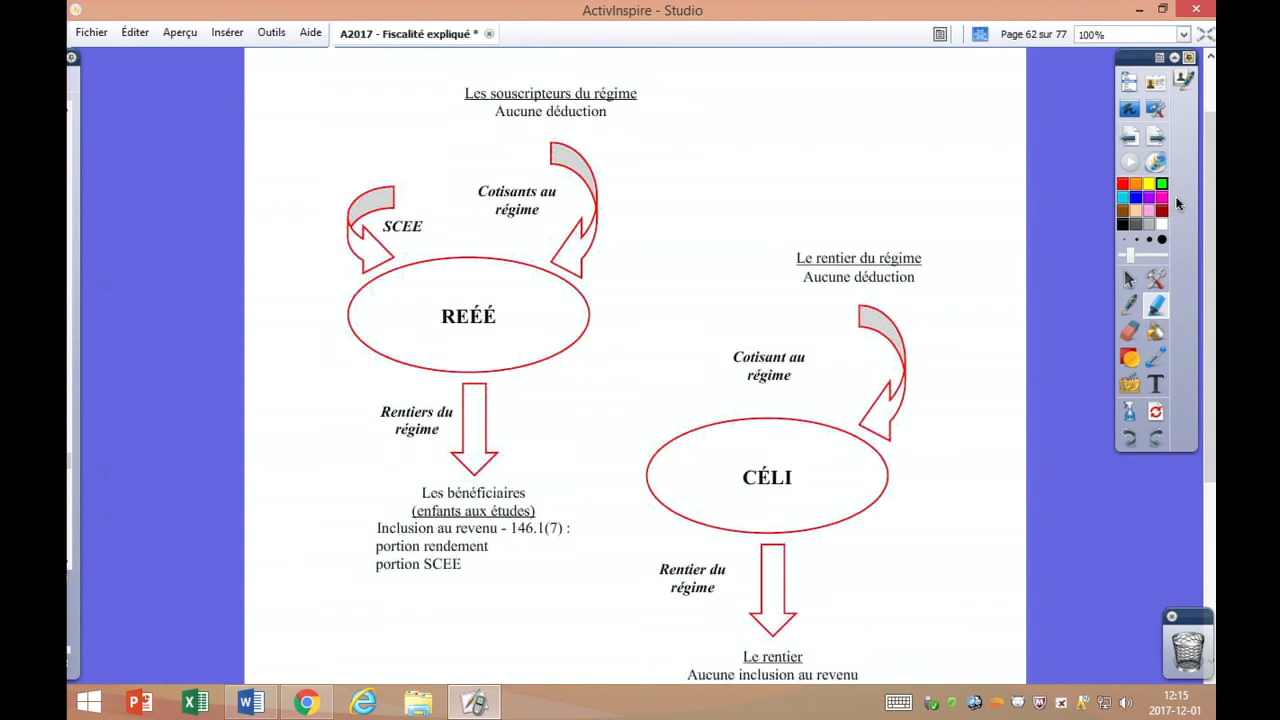 ActivInspire - Studio
Fichier Éditer Aperçu Insérer Outils Aide
A2017 - Fiscalité expliqué *
Page 62 sur 77
100%
Les souscripteurs du régime
Aucune déduction
Cotisants au
régime
SCEE
REÉÉ
Rentiers du
régime
Les bénéficiaires
(enfants aux études)
Inclusion au revenu - 146.1(7) :
portion rendement
portion SCEE
Le rentier du régime
Aucune déduction
Cotisant au
régime
CÉLI
Rentier du
régime
Le rentier
Aucune inclusion au revenu
12:15
2017-12-01